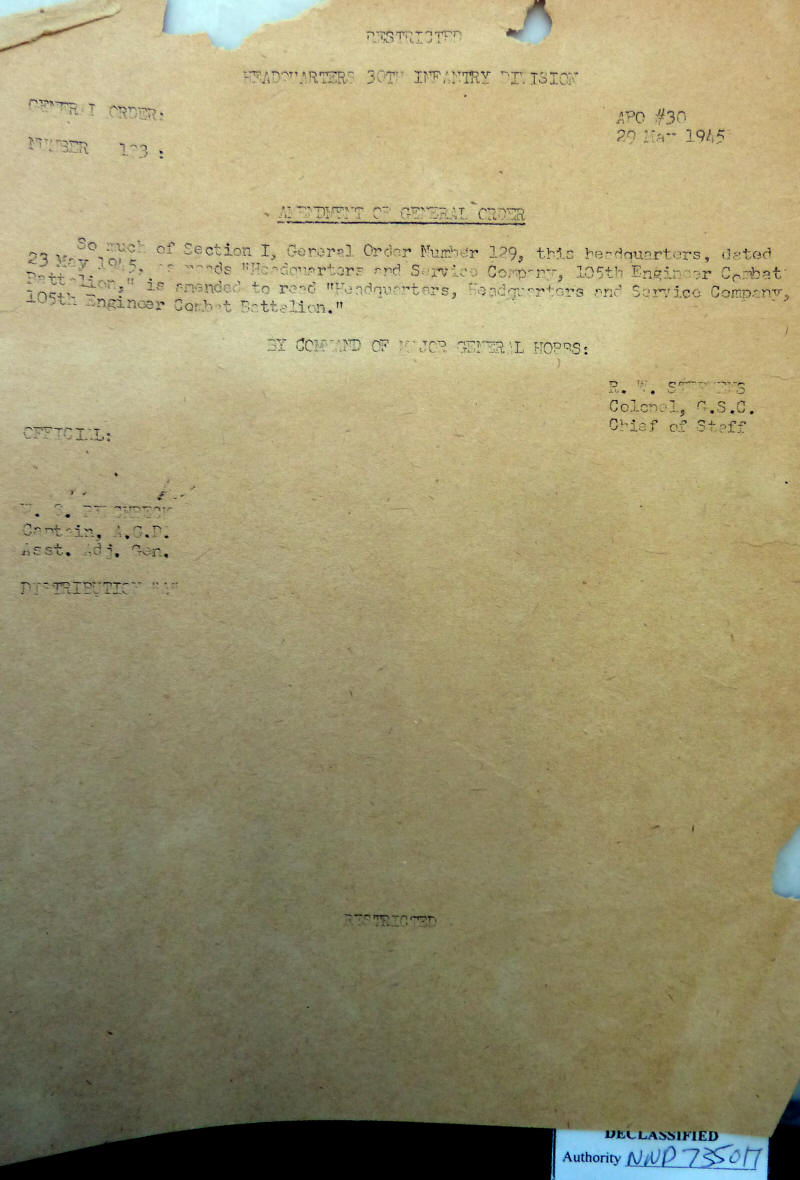 RESTRICTED
HEADQUARTERS 30TH INFANTRY DIVISION
GENERAL ORDER:
APO #30
29 May 1945
NUMBER 133 :
AMENDMENT OF GENERAL ORDER
So much of Section I, General Order Number 129, this headquarters, dated
23 May 1945, as reads "Headquarters and Service Company, 105th Engineer Combat
Battalion," is amended to read "Headquarters, Headquarters and Service Company,
105th Engineer Combat Battalion."
BY COMMAND OF MAJOR GENERAL HOBBS:
R. W. STEPHENS
Colonel, G.S.C.
Chief of Staff
OFFICIAL:
Captain, A.G.D.
Asst. Adj. Gen.
DISTRIBUTION "A"
RESTRICTED
DECLASSIFIED
Authority NND 735017